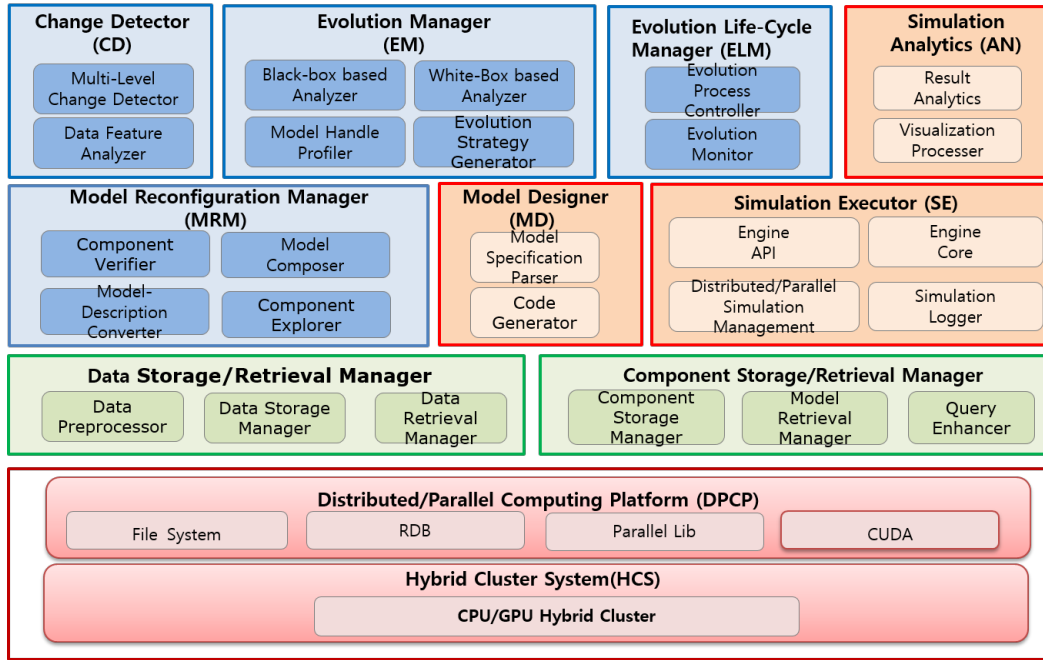 Change Detector
(CD)
Multi-Level
Change Detector
Data Feature
Analyzer
Evolution Manager
(EM)
Black-box based
Analyzer
White-Box based
Analyzer
Model Handle
Profiler
Evolution
Strategy
Generator
Evolution Life-Cycle
Manager (ELM)
Evolution
Process
Controller
Evolution
Monitor
Simulation
Analytics (AN)
Result
Analytics
Visualization
Processer
Model Reconfiguration Manager
(MRM)
Component
Verifier
Model
Composer
Model-
Description
Converter
Component
Explorer
Model Designer
(MD)
Model
Specification
Parser
Code
Generator
Simulation Executor (SE)
Engine
API
Engine
Core
Distributed/Parallel
Simulation
Management
Simulation
Logger
Data Storage/Retrieval Manager
Data
Preprocessor
Data Storage
Manager
Data
Retrieval
Manager
Component Storage/Retrieval Manager
Component
Storage
Manager
Model
Retrieval
Manager
Query
Enhancer
Distributed/Parallel Computing Platform (DPCP)
File System
RDB
Parallel Lib
CUDA
Hybrid Cluster System(HCS)
CPU/GPU Hybrid Cluster